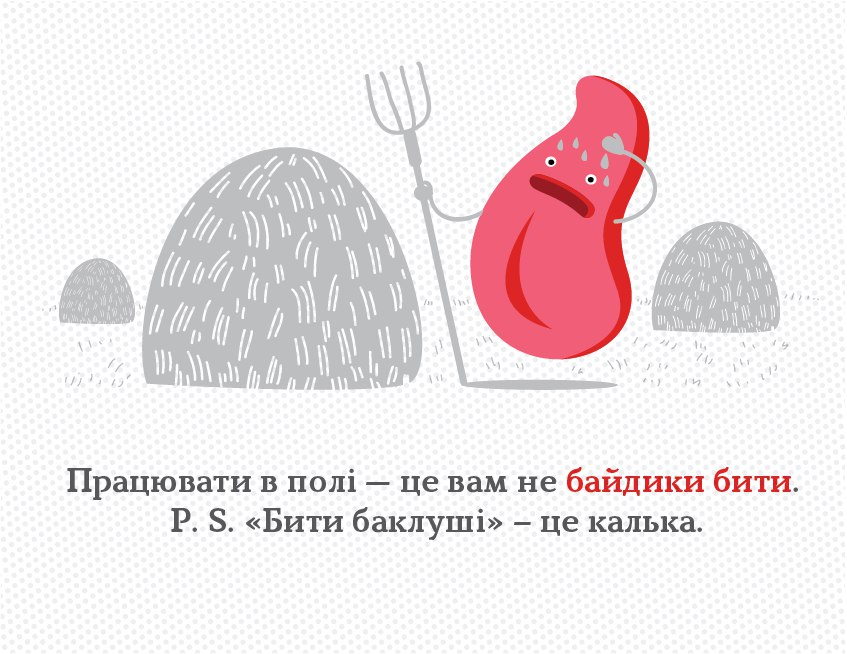 Працювати в полі — це вам не байдики бити.
P. S. «Бити баклуші» – це калька.